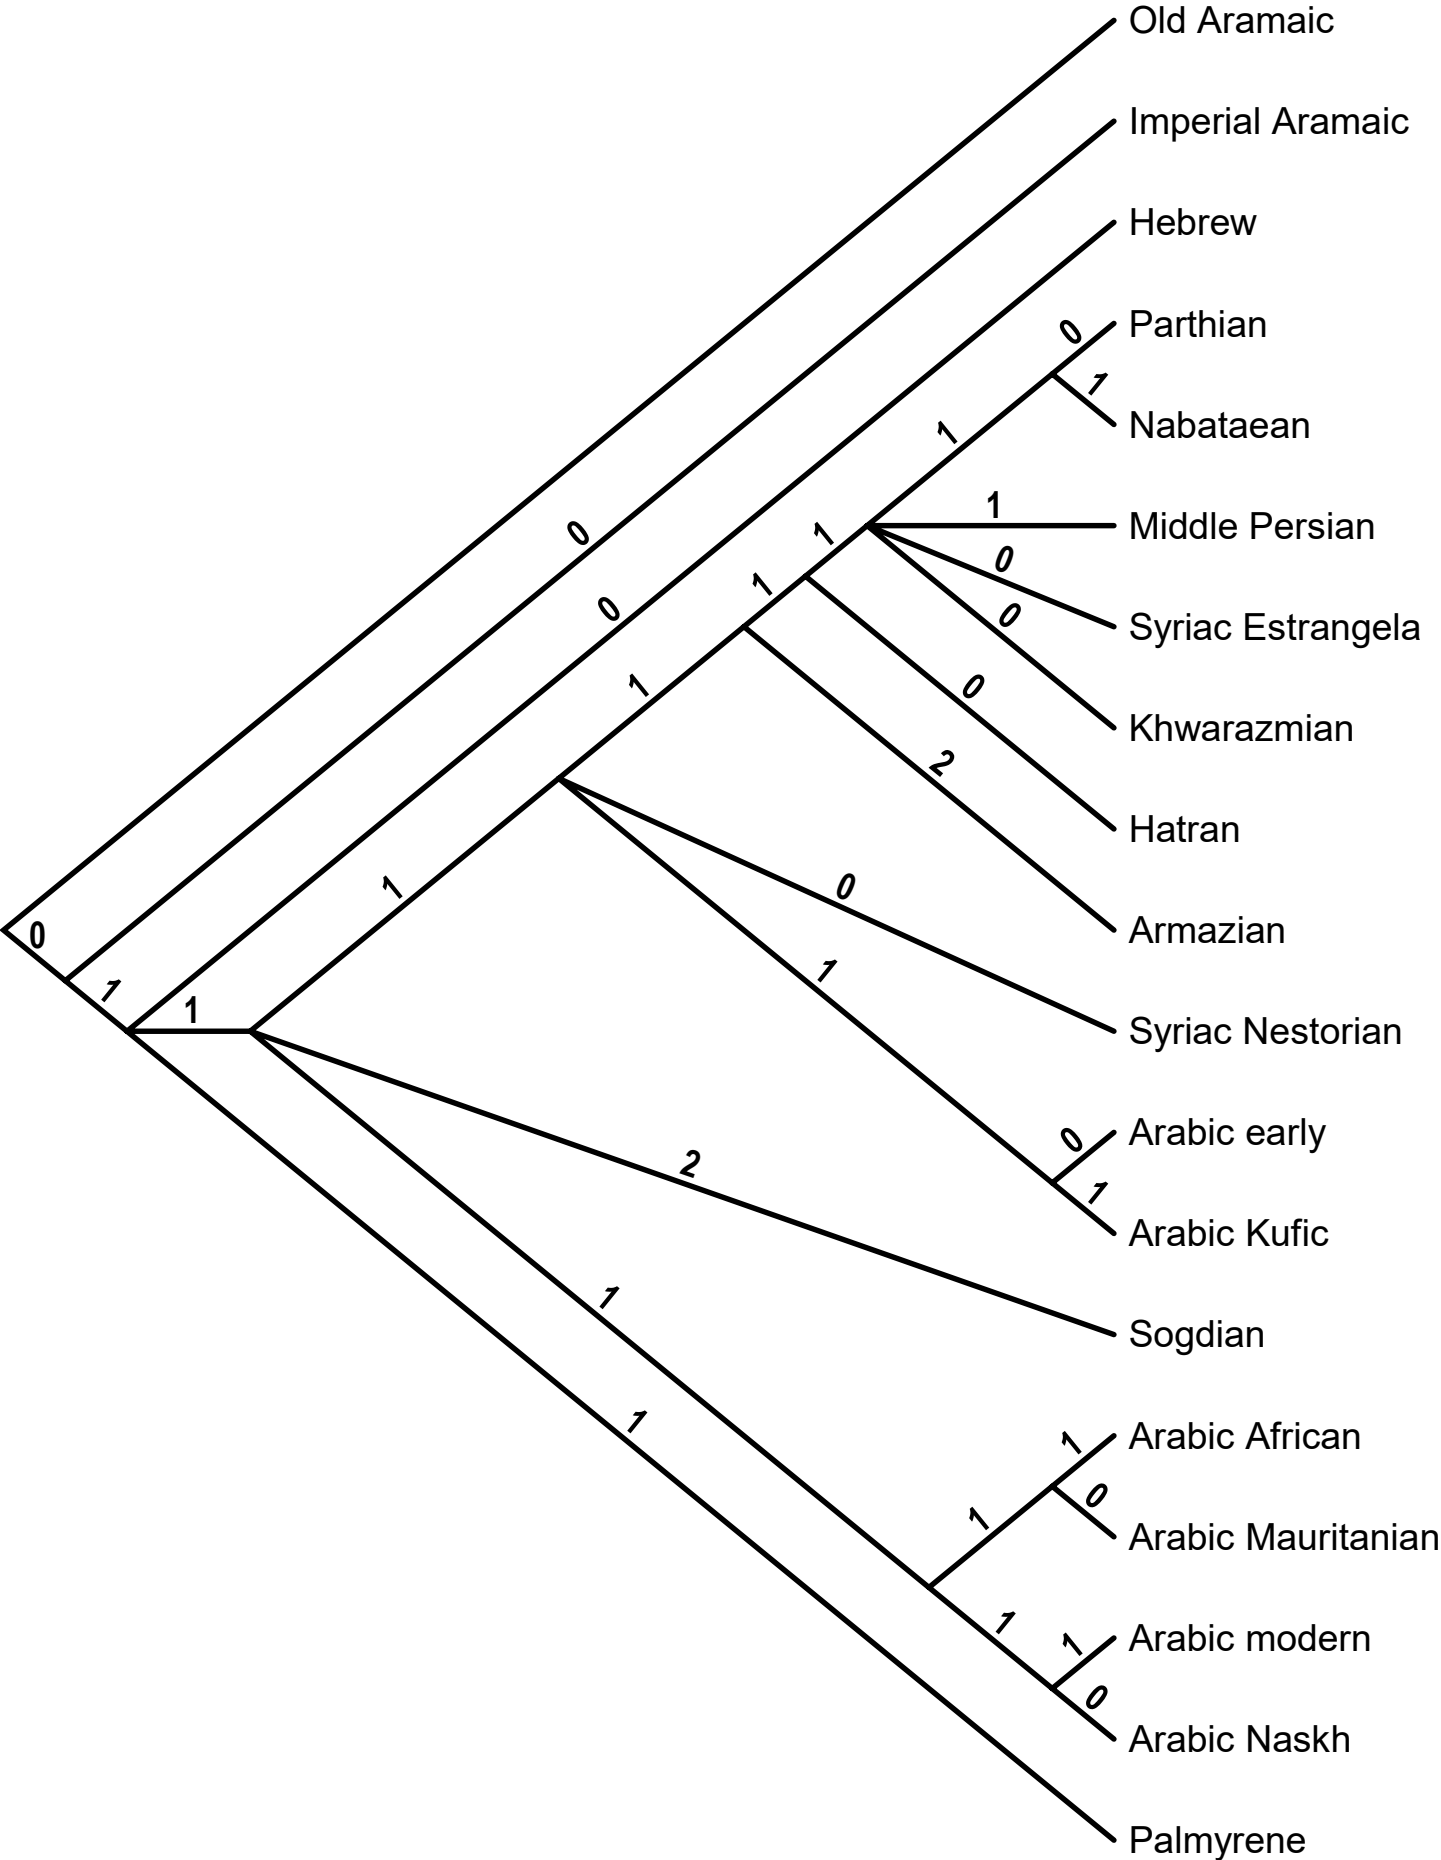 Old Aramaic
Imperial Aramaic
Hebrew
0
Parthian
1
Nabataean
1
1
Middle Persian
0
1
0
0
Syriac Estrangela
1
0
1
0
Khwarazmian
2
Hatran
1
0
Armazian
0
1
1
1
Syriac Nestorian
0
Arabic early
2
1
Arabic Kufic
1
Sogdian
1
1
Arabic African
0
1
Arabic Mauritanian
1
1
Arabic modern
0
Arabic Naskh
Palmyrene